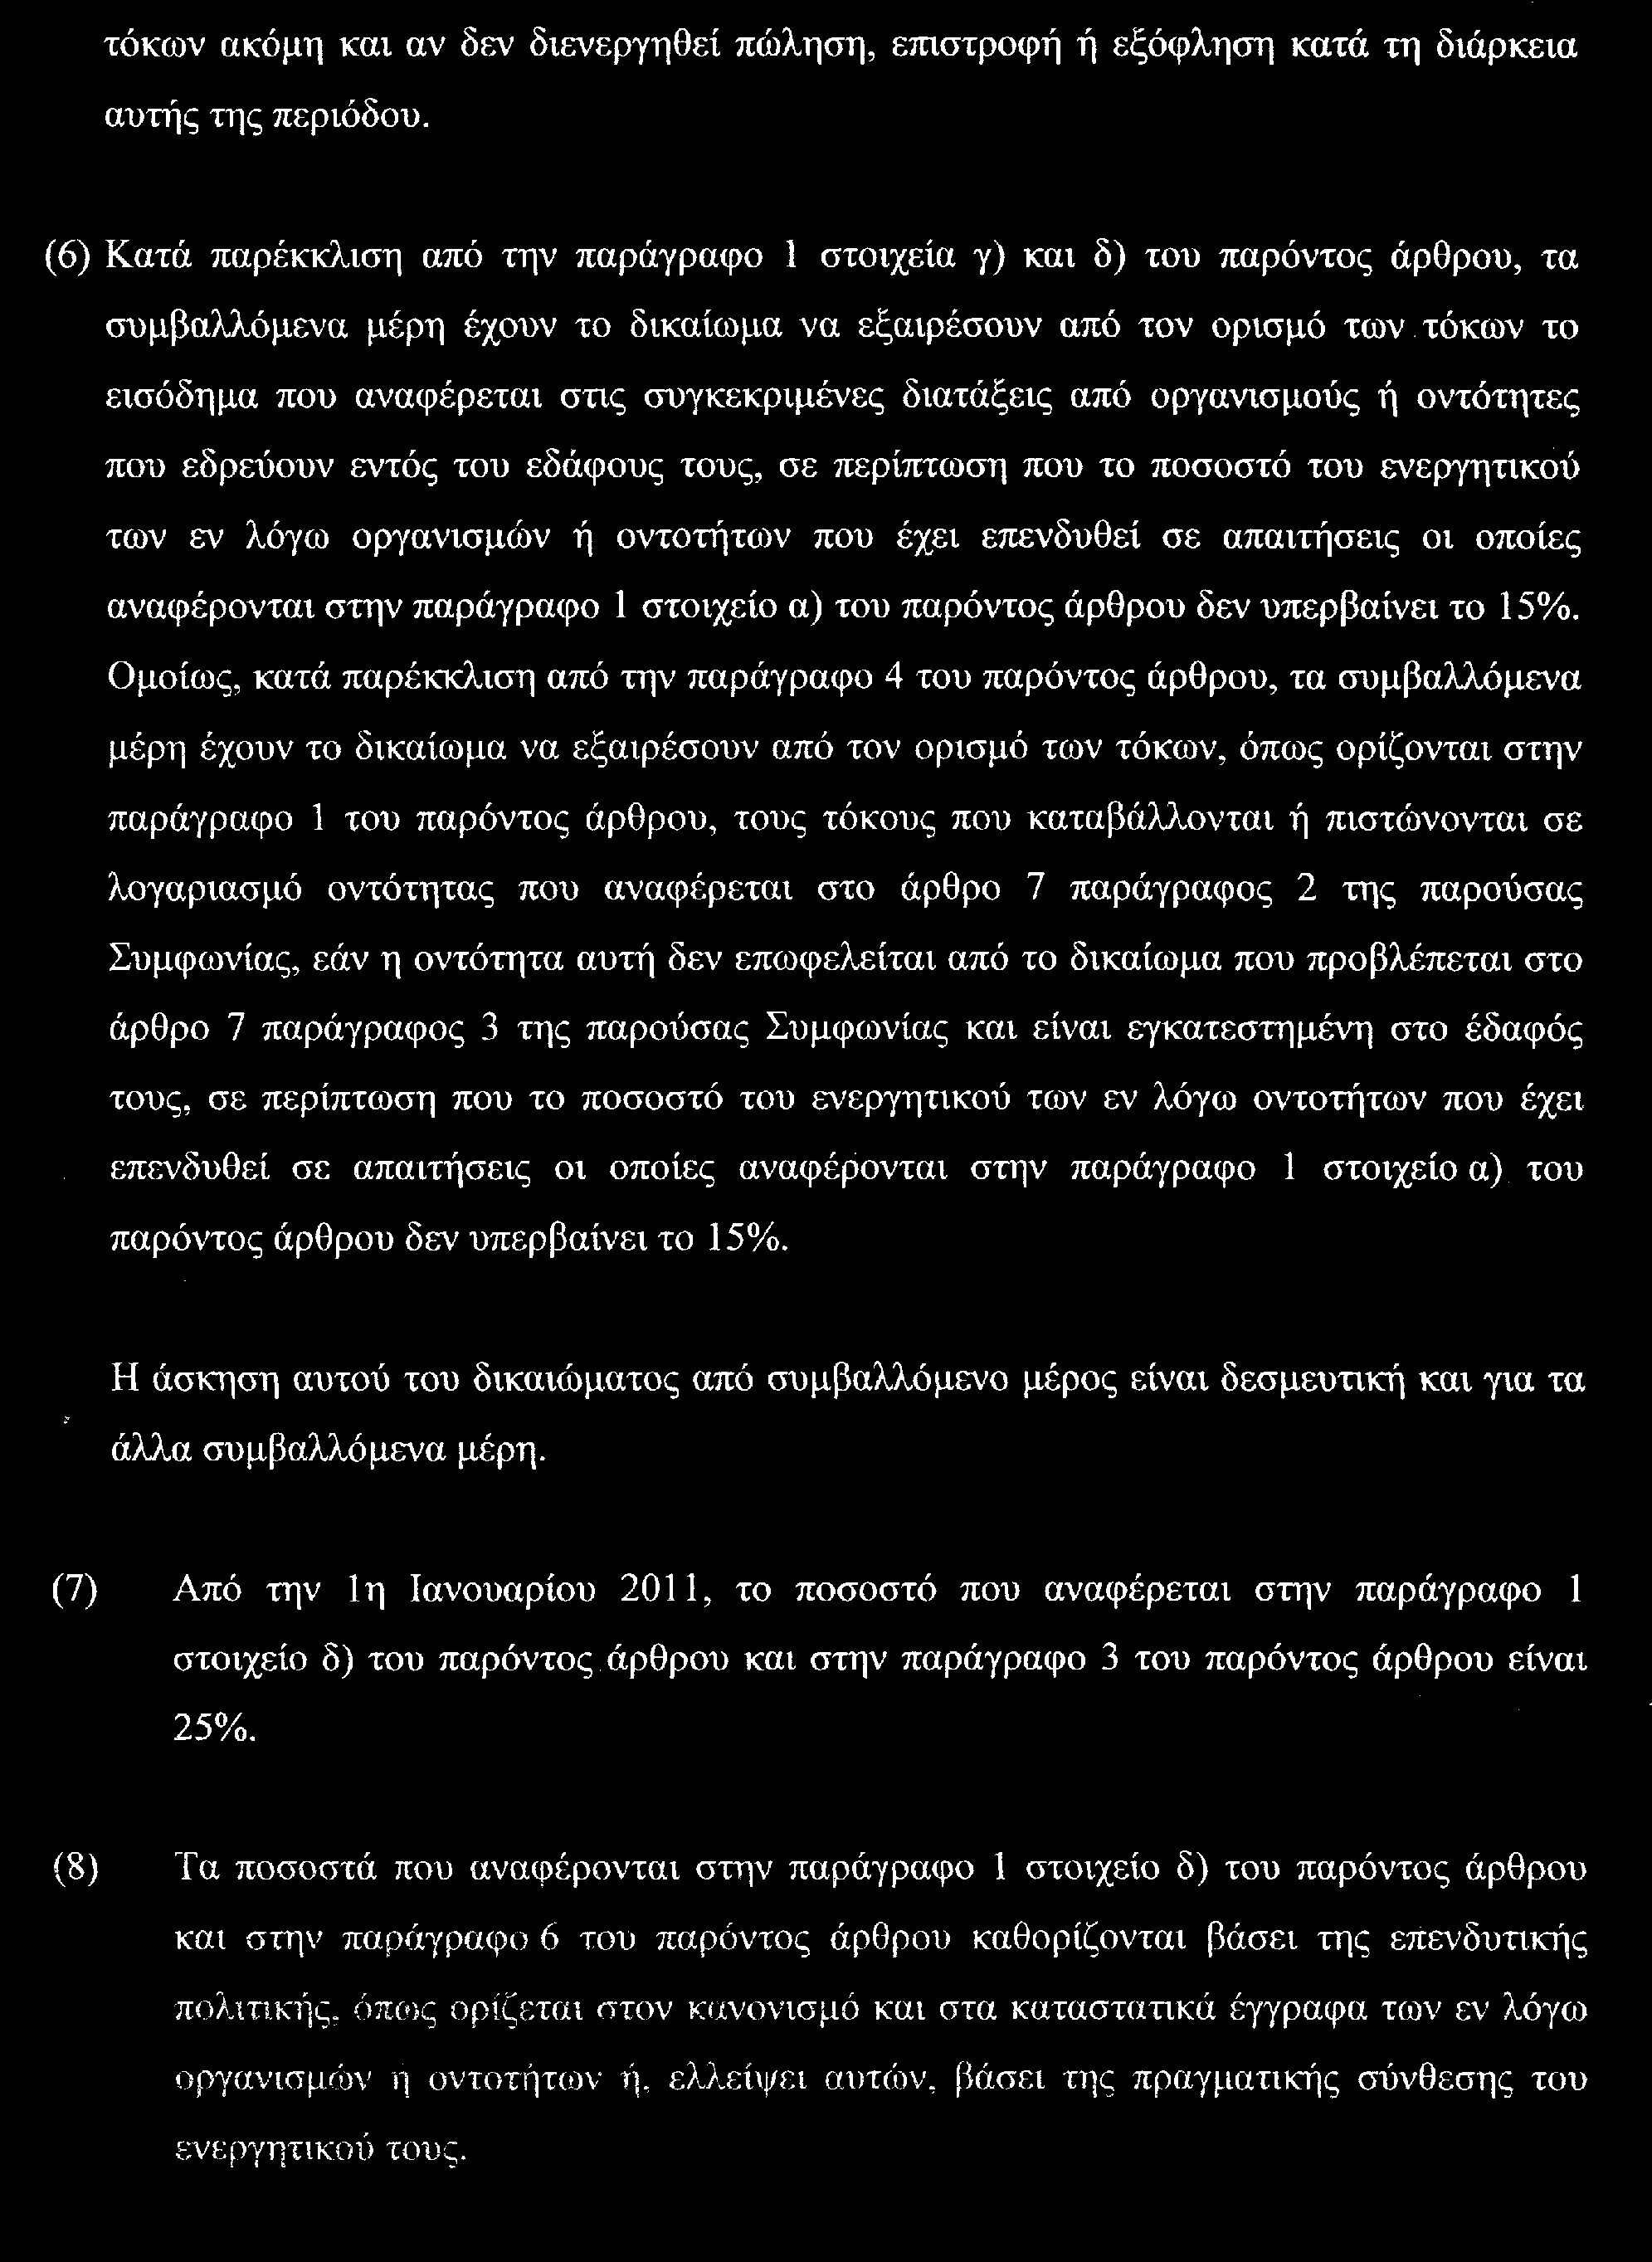 τόκων ακόμη και αν δεν διενεργηθεί πώληση, επιστροφή ή εξόφληση κατά τη διάρκεια
αυτής της περιόδου.
(6) Κατά παρέκκλιση από την παράγραφο 1 στοιχεία γ) και δ) του παρόντος άρθρου, τα
συμβαλλόμενα μέρη έχουν το δικαίωμα να εξαιρέσουν από τον ορισμό των τόκων το
εισόδημα που αναφέρεται στις συγκεκριμένες διατάξεις από οργανισμούς ή οντότητες
που εδρεύουν εντός του εδάφους τους, σε περίπτωση που το ποσοστό του ενεργητικού
των εν λόγω οργανισμών ή οντοτήτων που έχει επενδυθεί σε απαιτήσεις οι οποίες
αναφέρονται στην παράγραφο 1 στοιχείο α) του παρόντος άρθρου δεν υπερβαίνει το 15%.
Ομοίως, κατά παρέκκλιση από την παράγραφο 4 του παρόντος άρθρου, τα συμβαλλόμενα
μέρη έχουν το δικαίωμα να εξαιρέσουν από τον ορισμό των τόκων, όπως ορίζονται στην
παράγραφο 1 του παρόντος άρθρου, τους τόκους που καταβάλλονται ή πιστώνονται σε
λογαριασμό οντότητας που αναφέρεται στο άρθρο 7 παράγραφος 2 της παρούσας
Συμφωνίας, εάν η οντότητα αυτή δεν επωφελείται από το δικαίωμα που προβλέπεται στο
άρθρο 7 παράγραφος 3 της παρούσας Συμφωνίας και είναι εγκατεστημένη στο έδαφός
τους, σε περίπτωση που το ποσοστό του ενεργητικού των εν λόγω οντοτήτων που έχει
επενδυθεί σε απαιτήσεις οι οποίες αναφέρονται στην παράγραφο 1 στοιχείο α) του
παρόντος άρθρου δεν υπερβαίνει το 15%.
Η άσκηση αυτού του δικαιώματος από συμβαλλόμενο μέρος είναι δεσμευτική και για τα
άλλα συμβαλλόμενα μέρη.
(7) Από την 1η Ιανουαρίου 2011, το ποσοστό που αναφέρεται στην παράγραφο 1
στοιχείο δ) του παρόντος άρθρου και στην παράγραφο 3 του παρόντος άρθρου είναι
25%.
(8) Τα ποσοστά που αναφέρονται στην παράγραφο 1 στοιχείο δ) του παρόντος άρθρου
και στην παράγραφο 6 του παρόντος άρθρου καθορίζονται βάσει της επενδυτικής
πολιτικής, όπως ορίζεται στον κανονισμό και στα καταστατικά έγγραφα των εν λόγω
οργανισμών ή οντοτήτων ή, ελλείψει αυτών, βάσει της πραγματικής σύνθεσης του
ενεργητικού τους.